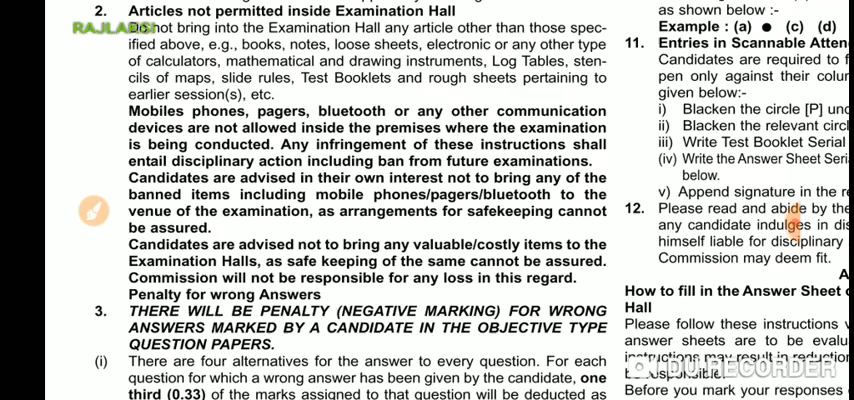 2. Articles not permitted inside Examination Hall
RAJLADSI
Do not bring into the Examination Hall any article other than those spec-
ified above, e.g., books, notes, loose sheets, electronic or any other type
of calculators, mathematical and drawing instruments, Log Tables, sten-
cils of maps, slide rules, Test Booklets and rough sheets pertaining to
earlier session(s), etc.
Mobiles phones, pagers, bluetooth or any other communication
devices are not allowed inside the premises where the examination
is being conducted. Any infringement of these instructions shall
entail disciplinary action including ban from future examinations.
Candidates are advised in their own interest not to bring any of the
banned items including mobile phones/pagers/bluetooth to the
venue of the examination, as arrangements for safekeeping cannot
be assured.
Candidates are advised not to bring any valuable/costly items to the
Examination Halls, as safe keeping of the same cannot be assured.
Commission will not be responsible for any loss in this regard.
Penalty for wrong Answers
3. THERE WILL BE PENALTY (NEGATIVE MARKING) FOR WRONG
ANSWERS MARKED BY A CANDIDATE IN THE OBJECTIVE TYPE
QUESTION PAPERS.
(i) There are four alternatives for the answer to every question. For each
question for which a wrong answer has been given by the candidate, one
third (0.33) of the marks assigned to that question will be deducted as
as shown below :-
Example : (a) ● (c) (d)
11. Entries in Scannable Atten
Candidates are required to f
pen only against their colur
given below:-
i) Blacken the circle [P] und
ii) Blacken the relevant circl
iii) Write Test Booklet Serial
(iv) Write the Answer Sheet Seri
below.
v) Append signature in the re
12. Please read and abide by the
any candidate indulges in dis
himself liable for disciplinary
Commission may deem fit.
A
How to fill in the Answer Sheet o
Hall
Please follow these instructions v
answer sheets are to be evalu
instructions may result in reduction
be responsible.
DU RECORDER
Before you mark your responses